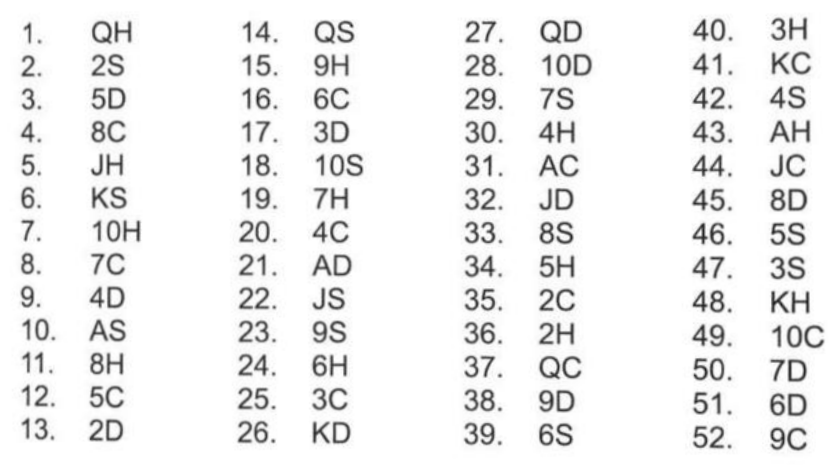 1. QH 14. QS 27. QD 40. 3H
2. 2S 15. 9H 28. 10D 41. KC
3. 5D 16. 6C 29. 7S 42. 4S
4. 8C 17. 3D 30. 4H 43. AH
5. JH 18. 10S 31. AC 44. JC
6. KS 19. 7H 32. JD 45. 8D
7. 10H 20. 4C 33. 8S 46. 5S
8. 7C 21. AD 34. 5H 47. 3S
9. 4D 22. JS 35. 2C 48. KH
10. AS 23. 9S 36. 2H 49. 10C
11. 8H 24. 6H 37. QC 50. 7D
12. 5C 25. 3C 38. 9D 51. 6D
13. 2D 26. KD 39. 6S 52. 9C